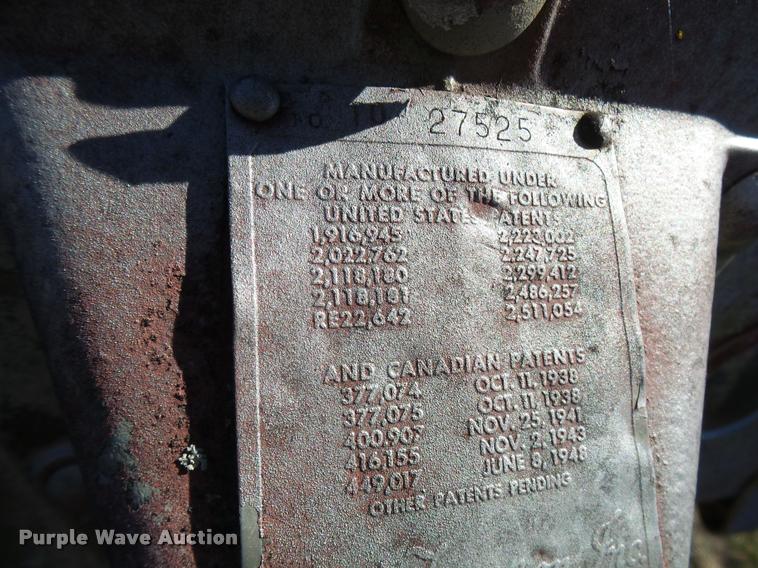 No. 10 27525
MANUFACTURED UNDER
ONE OR MORE OF THE FOLLOWING
UNITED STATES PATENTS
1,916,945 2,223,002
2,022,762 2,247,725
2,118,180 2,299,412
2,118,181 2,486,257
RE22,642 2,511,054
AND CANADIAN PATENTS
377,074 OCT. 11, 1938
377,075 OCT. 11, 1938
400,907 NOV. 25, 1941
416,155 NOV. 2, 1943
449,017 JUNE 8, 1948
OTHER PATENTS PENDING
Inc.
Purple Wave Auction